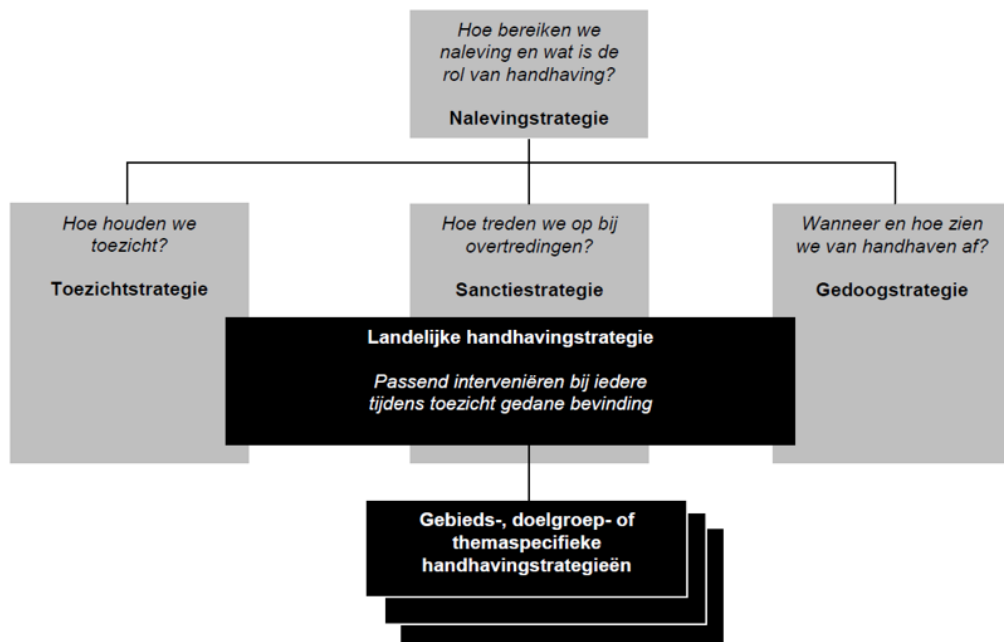 Hoe bereiken we
naleving en wat is de
rol van handhaving?
Nalevingstrategie
Hoe houden we
toezicht?
Toezichtstrategie
Hoe treden we op bij
overtredingen?
Sanctiestrategie
Wanneer en hoe zien
we van handhaven af?
Gedoogstrategie
Landelijke handhavingstrategie
Passend interveniëren bij iedere
tijdens toezicht gedane bevinding
Gebieds-, doelgroep- of
themaspecifieke
handhavingstrategieën